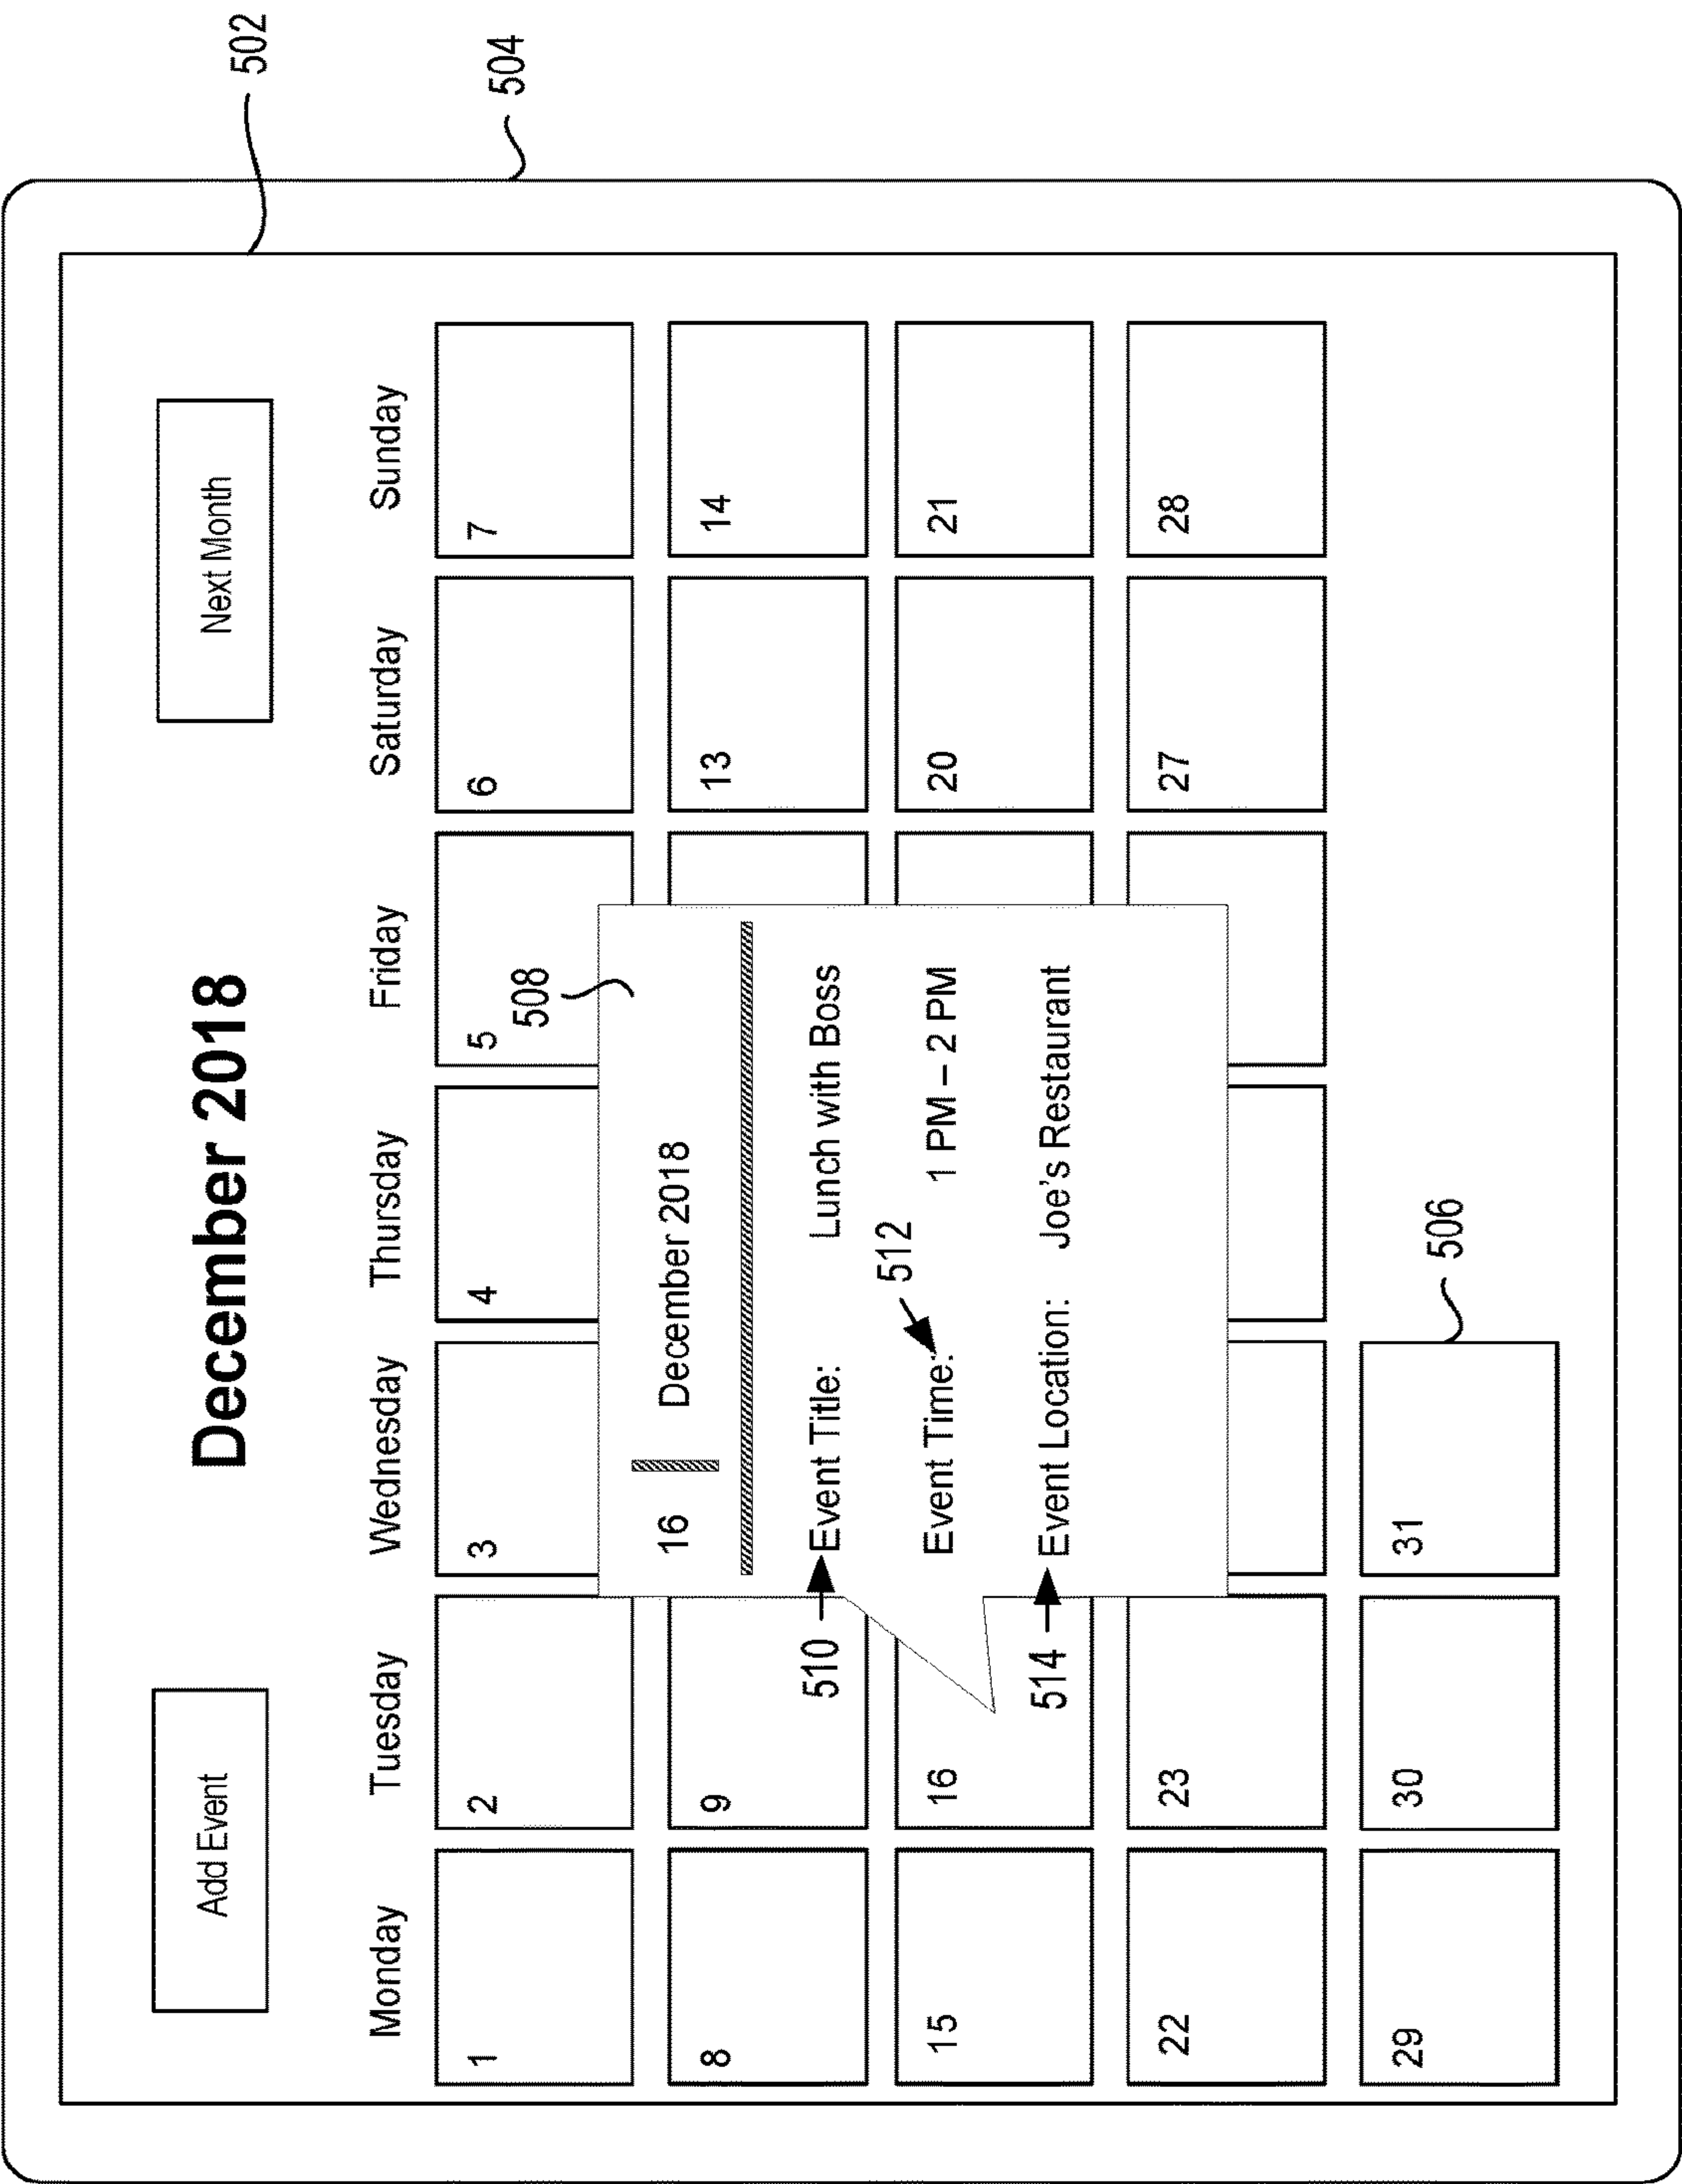 502
504
Add Event
December 2018
Next Month
Monday Tuesday Wednesday Thursday Friday Saturday Sunday
1 2 3 4 5 6 7
508
16 December 2018
8 9 13 14
510 Event Title: Lunch with Boss
512
15 16 20 21
Event Time: 1 PM – 2 PM
514 Event Location: Joe's Restaurant
22 23 27 28
29 30 31
506